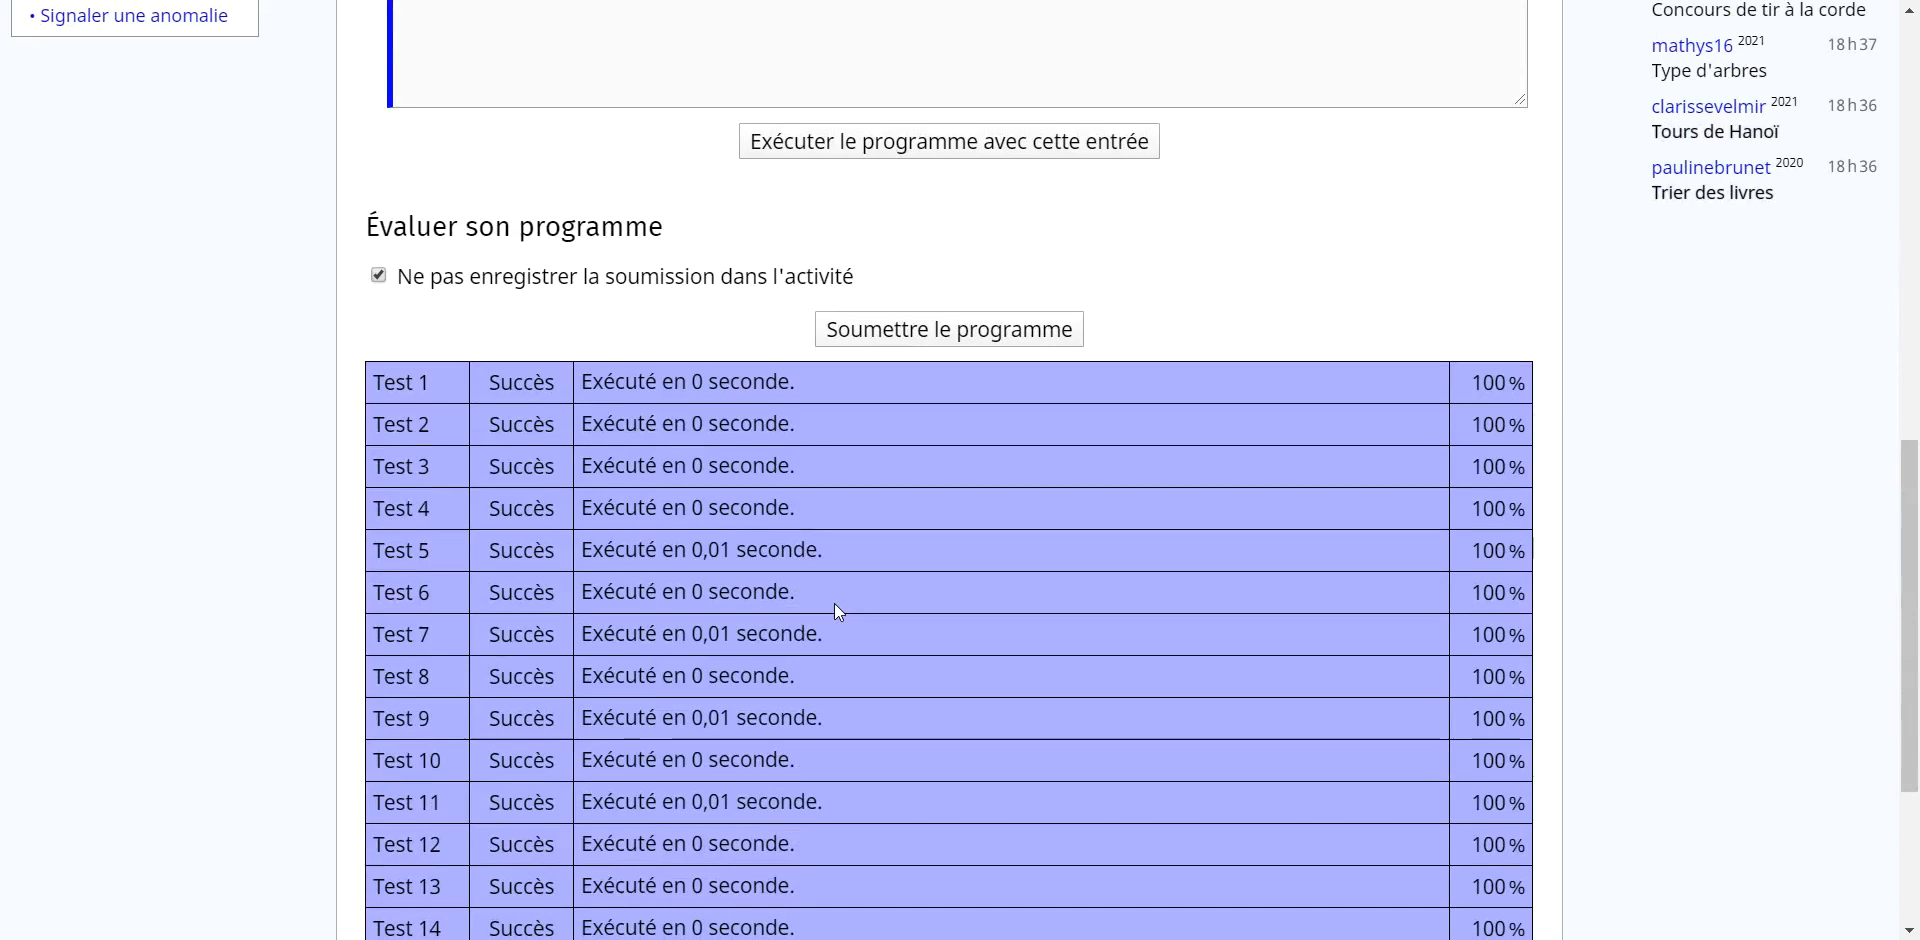 • Signaler une anomalie
Exécuter le programme avec cette entrée
Évaluer son programme
Ne pas enregistrer la soumission dans l'activité
Soumettre le programme
Test 1 Succès Exécuté en 0 seconde. 100 %
Test 2 Succès Exécuté en 0 seconde. 100 %
Test 3 Succès Exécuté en 0 seconde. 100 %
Test 4 Succès Exécuté en 0 seconde. 100 %
Test 5 Succès Exécuté en 0,01 seconde. 100 %
Test 6 Succès Exécuté en 0 seconde. 100 %
Test 7 Succès Exécuté en 0,01 seconde. 100 %
Test 8 Succès Exécuté en 0 seconde. 100 %
Test 9 Succès Exécuté en 0,01 seconde. 100 %
Test 10 Succès Exécuté en 0 seconde. 100 %
Test 11 Succès Exécuté en 0,01 seconde. 100 %
Test 12 Succès Exécuté en 0 seconde. 100 %
Test 13 Succès Exécuté en 0 seconde. 100 %
Test 14 Succès Exécuté en 0 seconde. 100 %
Concours de tir à la corde
mathys16 2021 18 h 37
Type d'arbres
clarissevelmir 2021 18 h 36
Tours de Hanoï
paulinebrunet 2020 18 h 36
Trier des livres